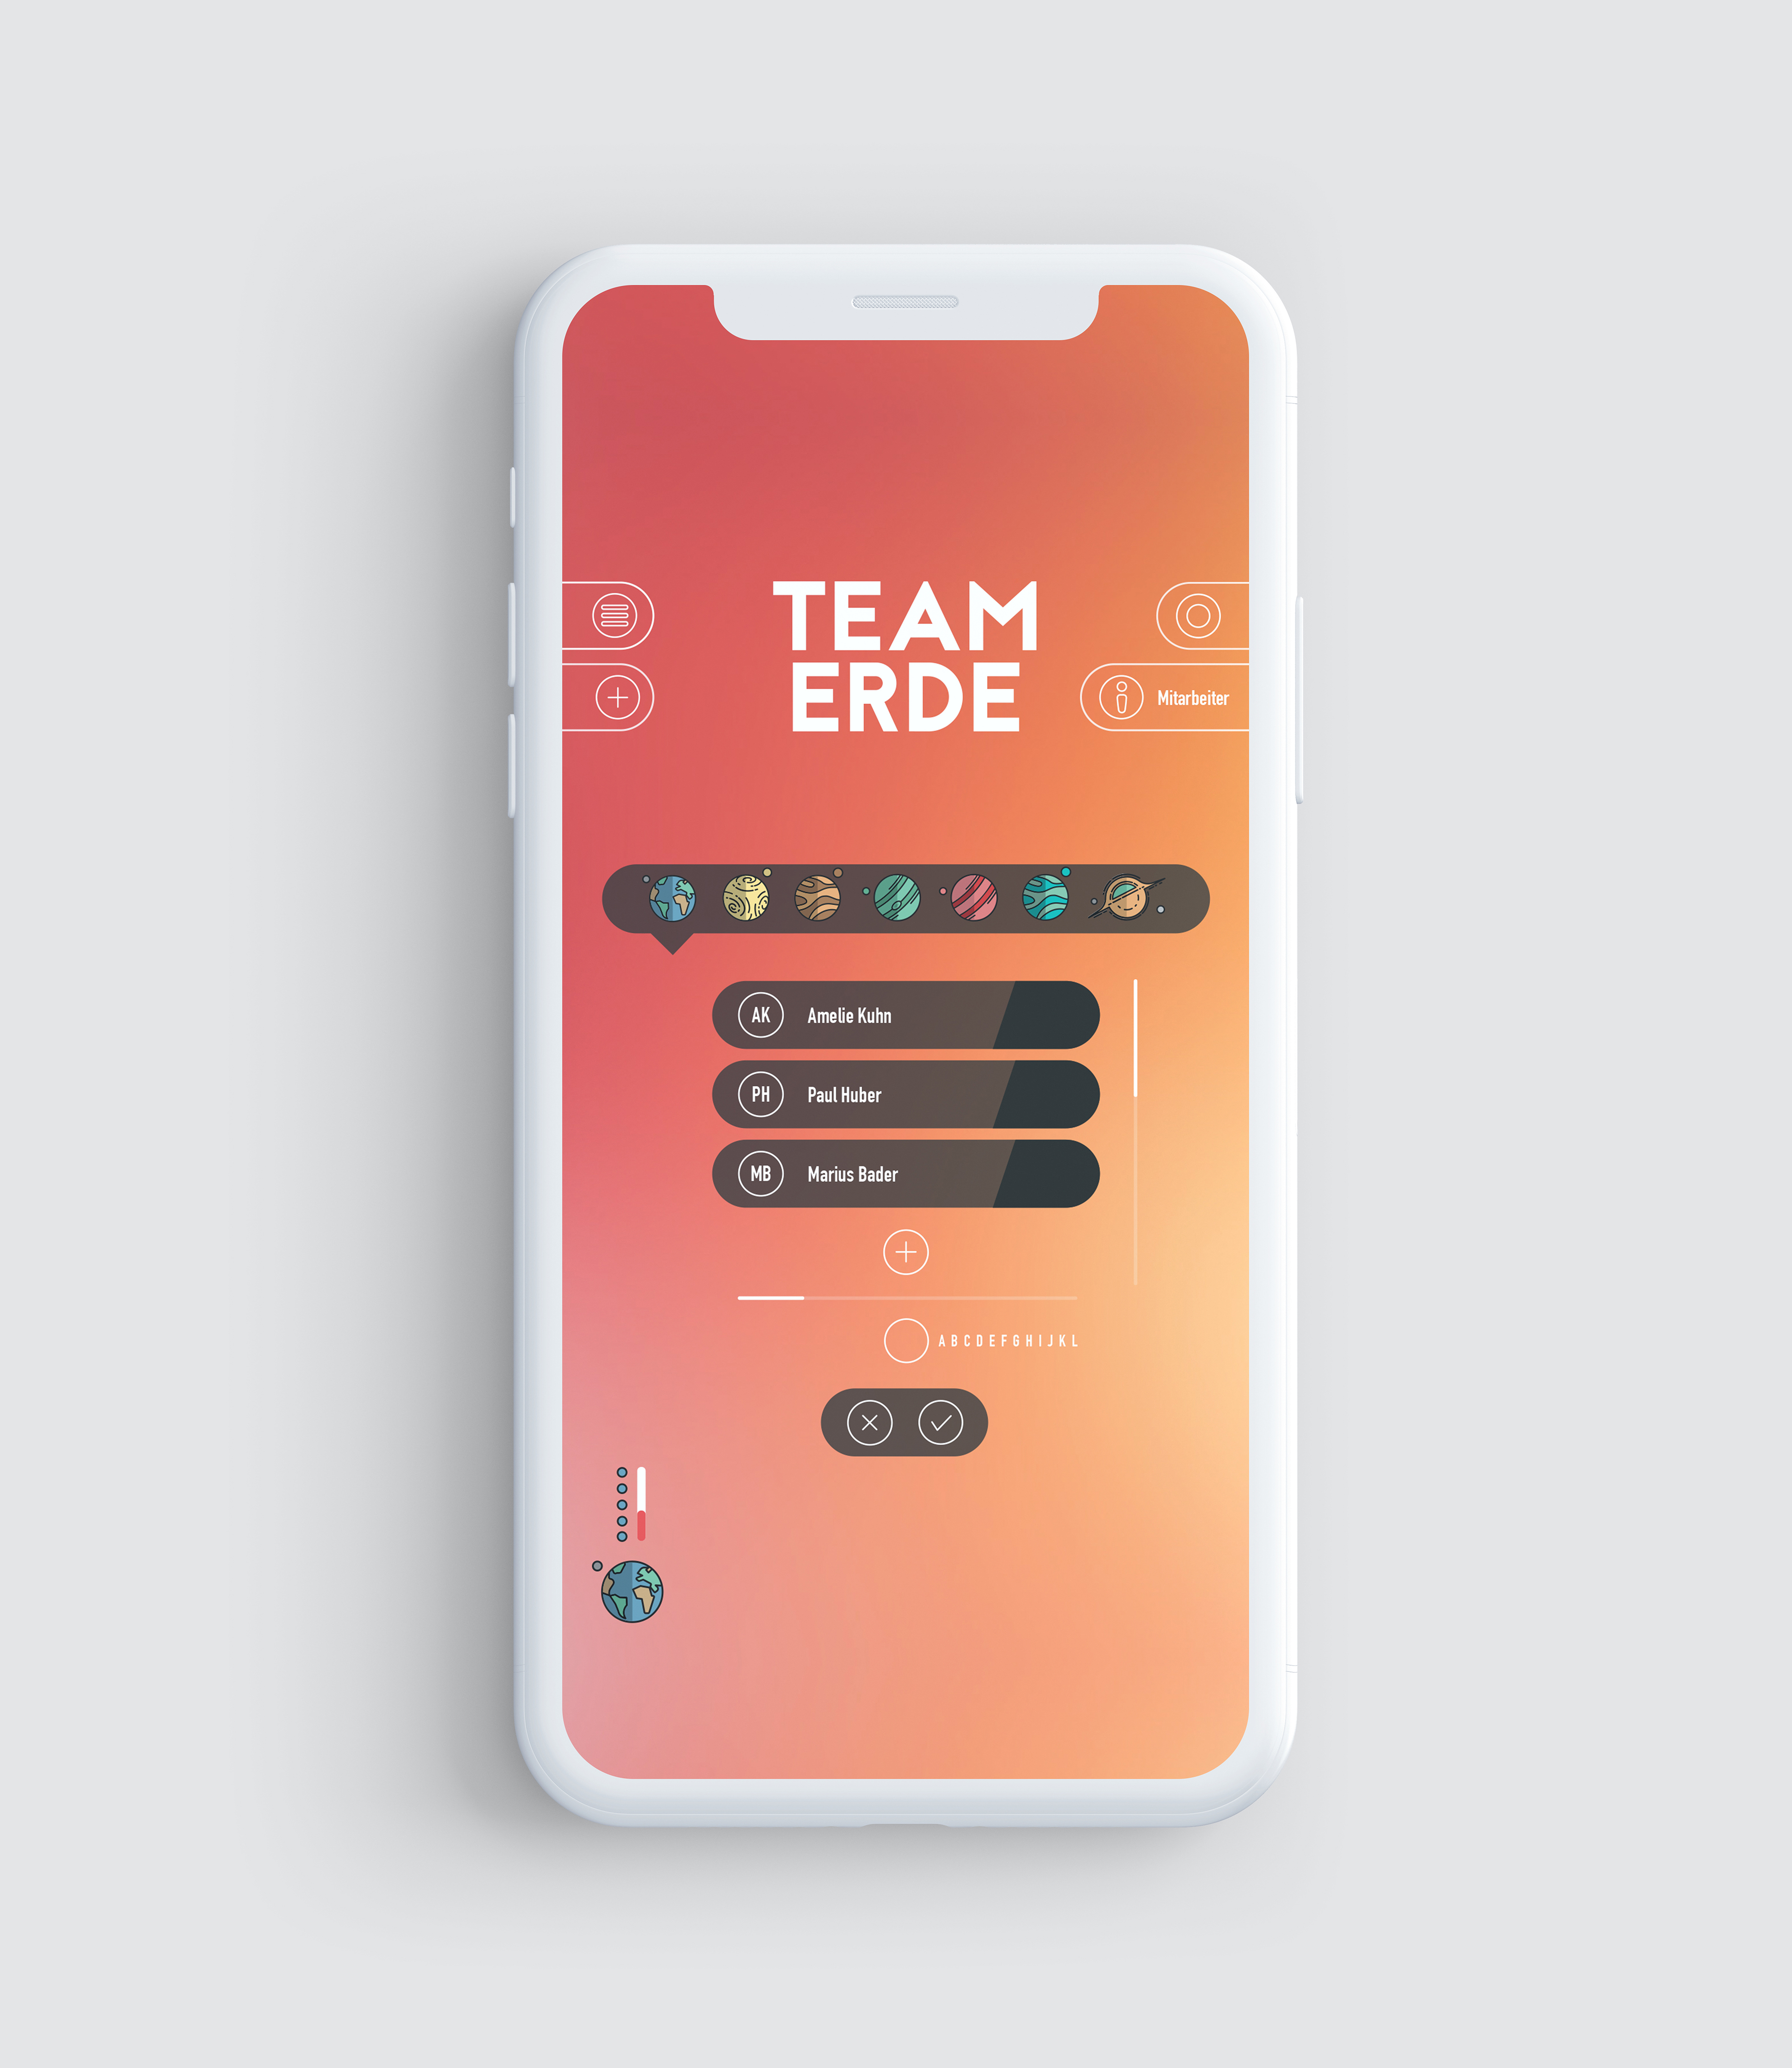 TEAM
ERDE
Mitarbeiter
AK Amelie Kuhn
PH Paul Huber
MB Marius Bader
A B C D E F G H I J K L